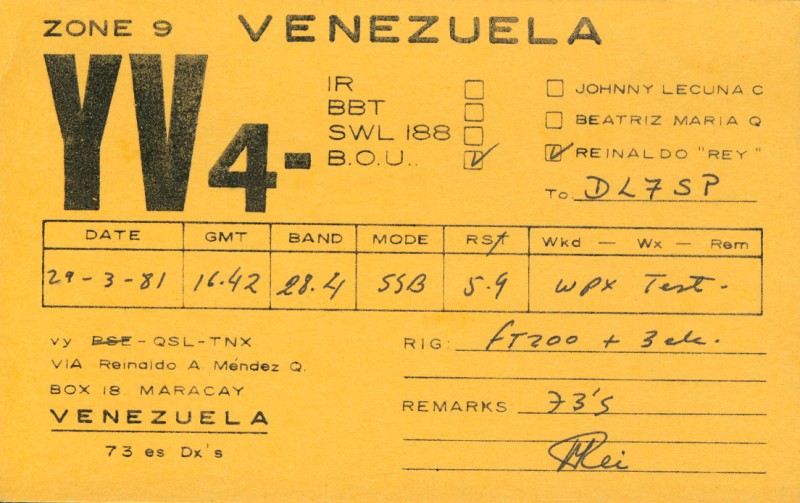 ZONE 9 VENEZUELA
YV4-
IR
BBT
SWL 188
B.O.U..
JOHNNY LECUNA C
BEATRIZ MARIA Q
REINALDO "REY"
To: DL7SP
DATE GMT BAND MODE RST Wkd — Wx — Rem
29-3-81 16.42 28.4 SSB 5.9 WPX Test.
vy PSE-QSL-TNX
VIA Reinaldo A. Méndez Q.
BOX 18 MARACAY
VENEZUELA
73 es Dx's
RIG: FT200 + 3 ele.
REMARKS: 73's
Rei